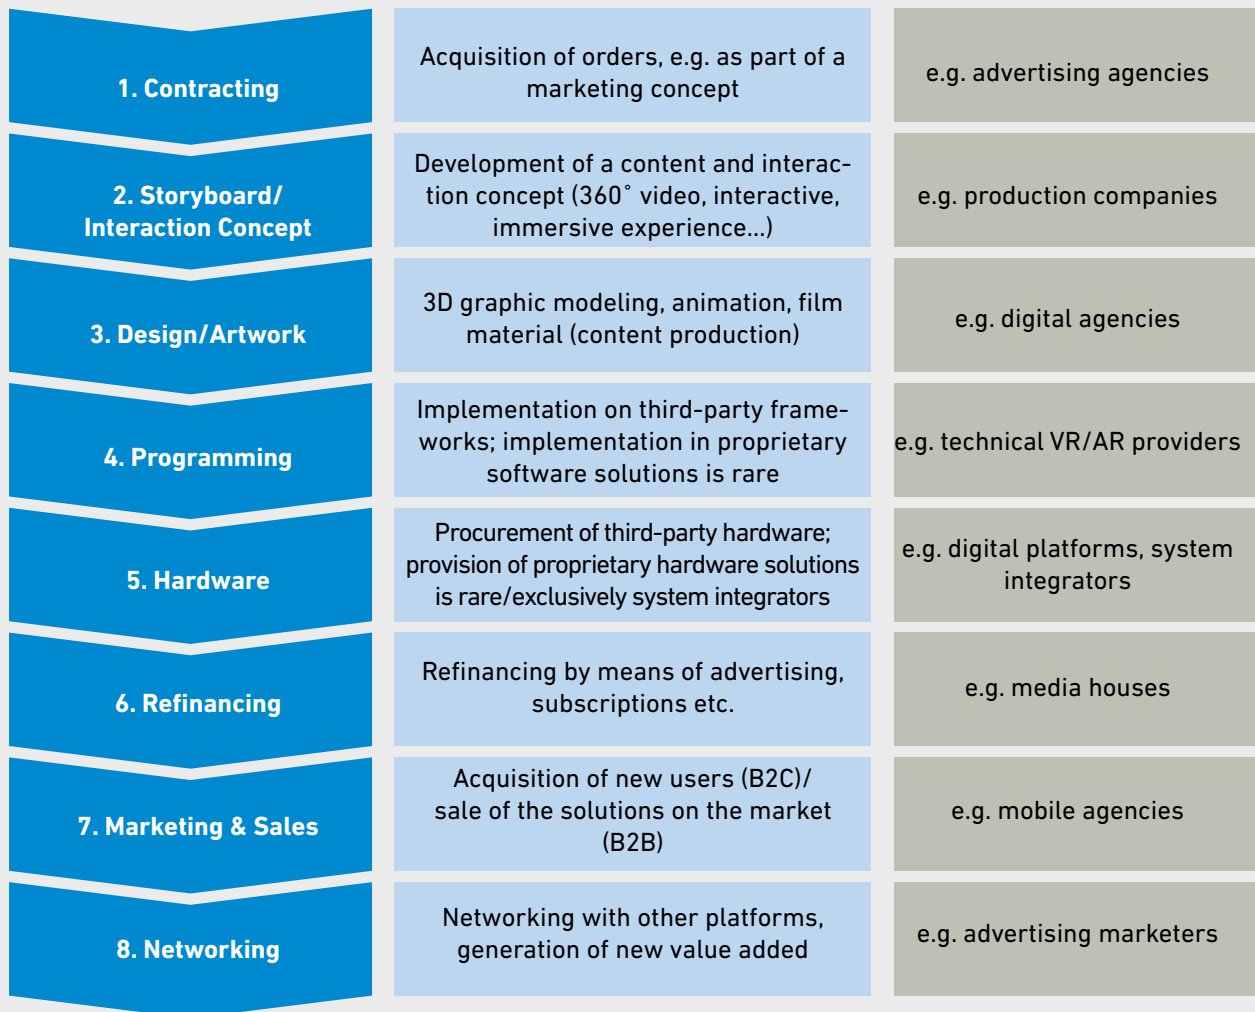 1. Contracting
Acquisition of orders, e.g. as part of a
marketing concept
e.g. advertising agencies
2. Storyboard/
Interaction Concept
Development of a content and interac-
tion concept (360˚ video, interactive,
immersive experience...)
e.g. production companies
3. Design/Artwork
3D graphic modeling, animation, film
material (content production)
e.g. digital agencies
4. Programming
Implementation on third-party frame-
works; implementation in proprietary
software solutions is rare
e.g. technical VR/AR providers
5. Hardware
Procurement of third-party hardware;
provision of proprietary hardware solutions
is rare/exclusively system integrators
e.g. digital platforms, system
integrators
6. Refinancing
Refinancing by means of advertising,
subscriptions etc.
e.g. media houses
7. Marketing & Sales
Acquisition of new users (B2C)/
sale of the solutions on the market
(B2B)
e.g. mobile agencies
8. Networking
Networking with other platforms,
generation of new value added
e.g. advertising marketers